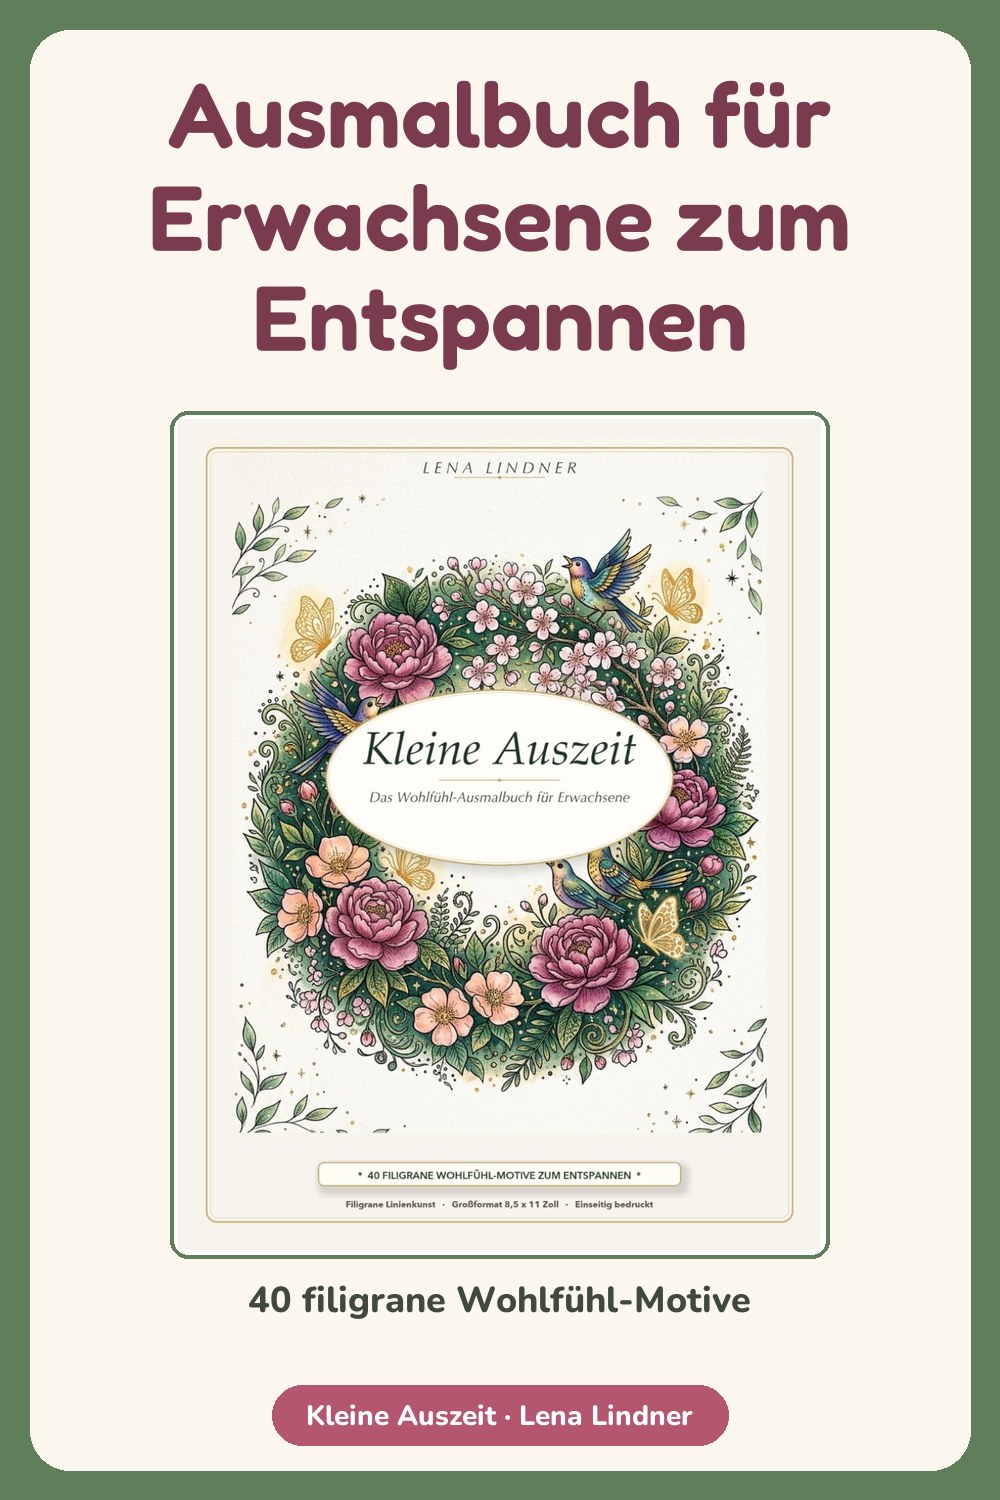 Ausmalbuch für
Erwachsene zum
Entspannen
LENA LINDNER
Kleine Auszeit
Das Wohlfühl-Ausmalbuch für Erwachsene
* 40 FILIGRANE WOHLFÜHL-MOTIVE ZUM ENTSPANNEN *
Filigrane Linienkunst · Großformat 8,5 x 11 Zoll · Einseitig bedruckt
40 filigrane Wohlfühl-Motive
Kleine Auszeit · Lena Lindner